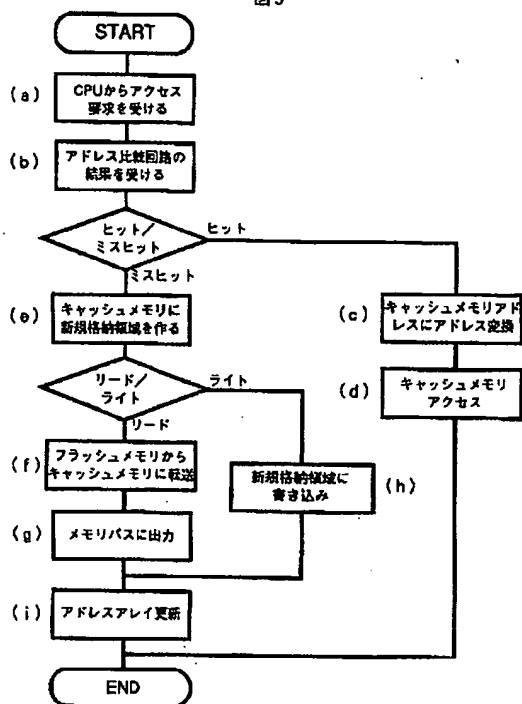 図9
START
(a)
CPUからアクセス
要求を受ける
(b)
アドレス比較回路の
結果を受ける
ヒット/
ミスヒット
ヒット
ミスヒット
(e)
キャッシュメモリに
新規格納領域を作る
(c)
キャッシュメモリアド
レスにアドレス変換
リード/
ライト
ライト
リード
(d)
キャッシュメモリ
アクセス
(f)
フラッシュメモリから
キャッシュメモリに転送
新規格納領域に
書き込み
(h)
(g)
メモリバスに出力
(i)
アドレスアレイ更新
END